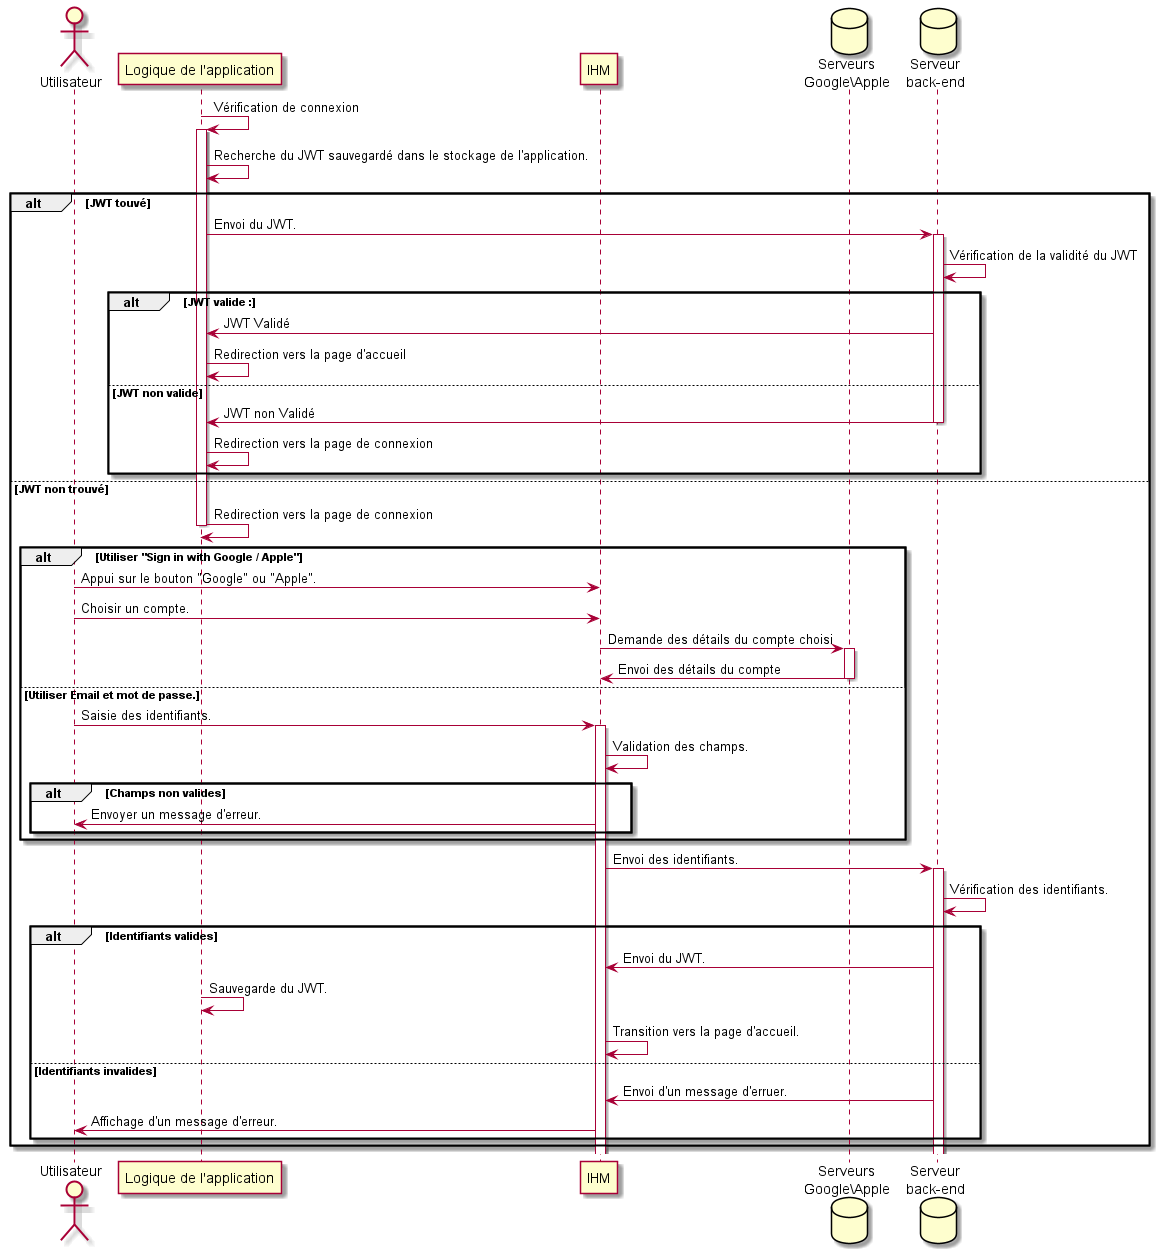 Utilisateur
Logique de l'application
IHM
Serveurs
Google\Apple
Serveur
back-end
Vérification de connexion
Recherche du JWT sauvegardé dans le stockage de l'application.
alt
[JWT touvé]
Envoi du JWT.
Vérification de la validité du JWT
alt
[JWT valide :]
JWT Validé
Redirection vers la page d'accueil
[JWT non valide]
JWT non Validé
Redirection vers la page de connexion
[JWT non trouvé]
Redirection vers la page de connexion
alt
[Utiliser "Sign in with Google / Apple"]
Appui sur le bouton "Google" ou "Apple".
Choisir un compte.
Demande des détails du compte choisi
Envoi des détails du compte
[Utiliser Email et mot de passe.]
Saisie des identifiants.
Validation des champs.
alt
[Champs non valides]
Envoyer un message d'erreur.
Envoi des identifiants.
Vérification des identifiants.
alt
[Identifiants valides]
Envoi du JWT.
Sauvegarde du JWT.
Transition vers la page d'accueil.
[Identifiants invalides]
Envoi d'un message d'erruer.
Affichage d'un message d'erreur.
Utilisateur
Logique de l'application
IHM
Serveurs
Google\Apple
Serveur
back-end